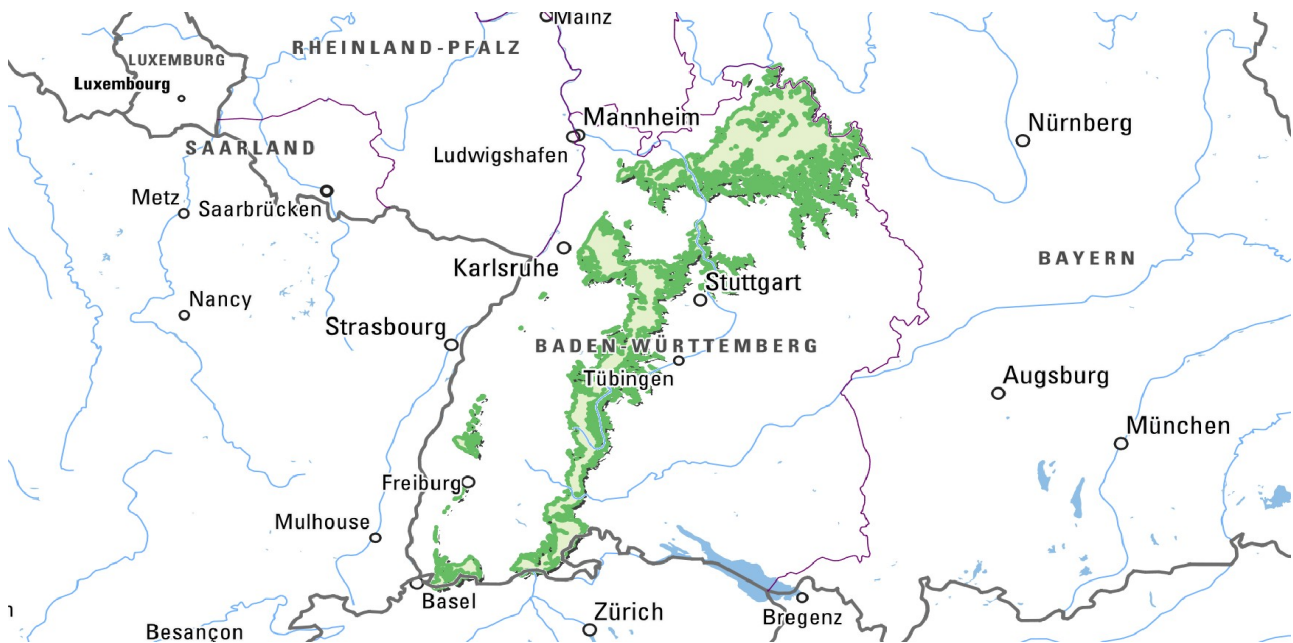 Mainz
RHEINLAND-PFALZ
LUXEMBURG
Luxembourg
Mannheim
Nürnberg
SAARLAND
Ludwigshafen
Metz
Saarbrücken
Karlsruhe
BAYERN
Stuttgart
Nancy
Strasbourg
BADEN-WÜRTTEMBERG
Tübingen
Augsburg
München
Freiburg
Mulhouse
Basel
Zürich
Bregenz
Besançon